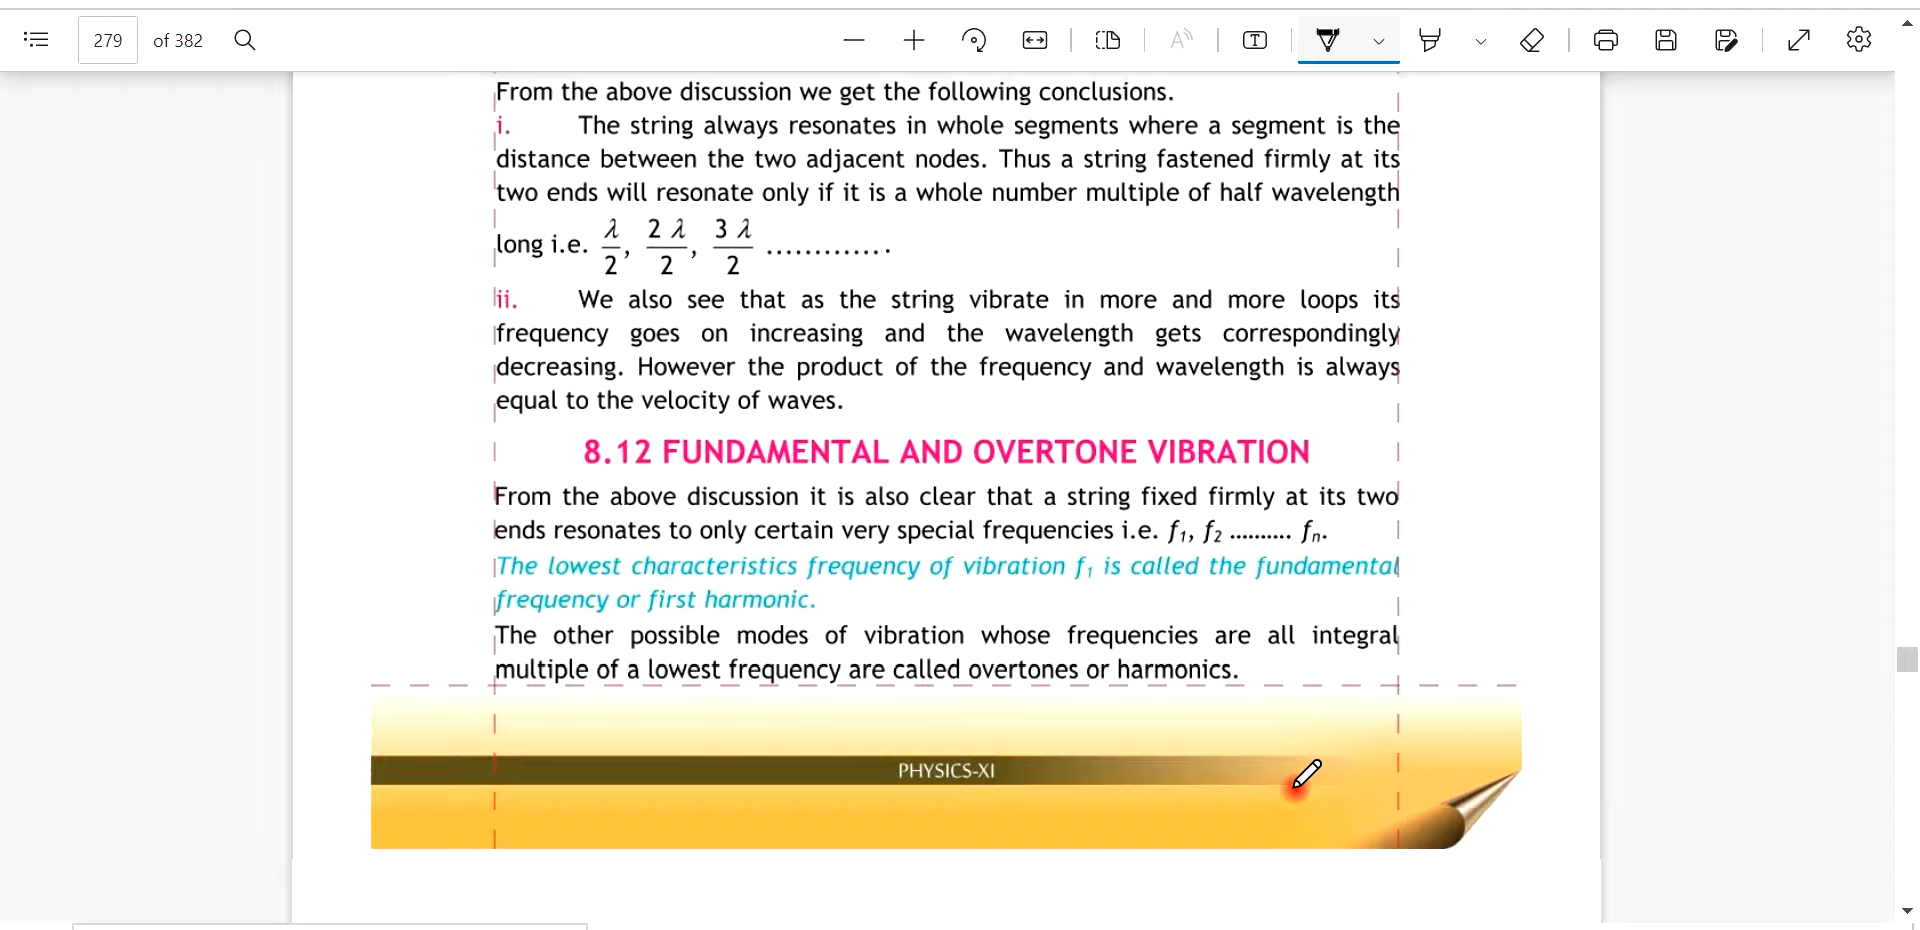 279 of 382
From the above discussion we get the following conclusions.
i. The string always resonates in whole segments where a segment is the
distance between the two adjacent nodes. Thus a string fastened firmly at its
two ends will resonate only if it is a whole number multiple of half wavelength
long i.e. λ/2, 2 λ/2, 3 λ/2 .............
ii. We also see that as the string vibrate in more and more loops its
frequency goes on increasing and the wavelength gets correspondingly
decreasing. However the product of the frequency and wavelength is always
equal to the velocity of waves.
8.12 FUNDAMENTAL AND OVERTONE VIBRATION
From the above discussion it is also clear that a string fixed firmly at its two
ends resonates to only certain very special frequencies i.e. f₁, f₂ .......... fₙ.
The lowest characteristics frequency of vibration f₁ is called the fundamental
frequency or first harmonic.
The other possible modes of vibration whose frequencies are all integral
multiple of a lowest frequency are called overtones or harmonics.
PHYSICS-XI